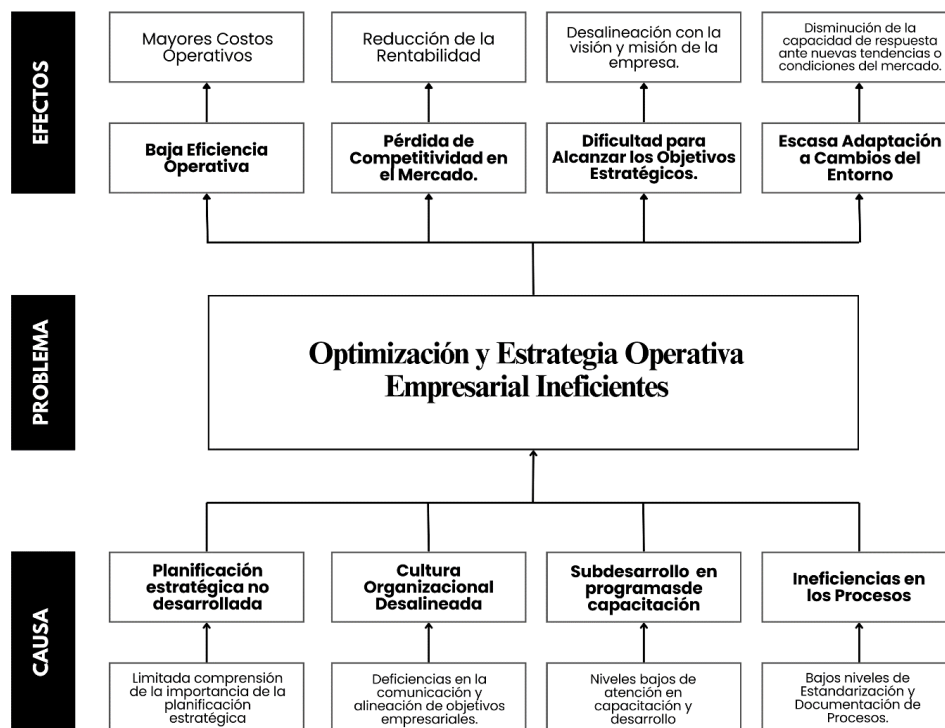 EFECTOS
Mayores Costos
Operativos
Reducción de la
Rentabilidad
Desalineación con la
visión y misión de la
empresa.
Disminución de la
capacidad de respuesta
ante nuevas tendencias o
condiciones del mercado.
Baja Eficiencia
Operativa
Pérdida de
Competitividad en
el Mercado.
Dificultad para
Alcanzar los Objetivos
Estratégicos.
Escasa Adaptación
a Cambios del
Entorno
PROBLEMA
Optimización y Estrategia Operativa
Empresarial Ineficientes
CAUSA
Planificación
estratégica no
desarrollada
Cultura
Organizacional
Desalineada
Subdesarrollo en
programasde
capacitación
Ineficiencias en
los Procesos
Limitada comprensión
de la importancia de la
planificación
estratégica
Deficiencias en la
comunicación y
alineación de objetivos
empresariales.
Niveles bajos de
atención en
capacitación y
desarrollo
Bajos niveles de
Estandarización y
Documentación de
Procesos.